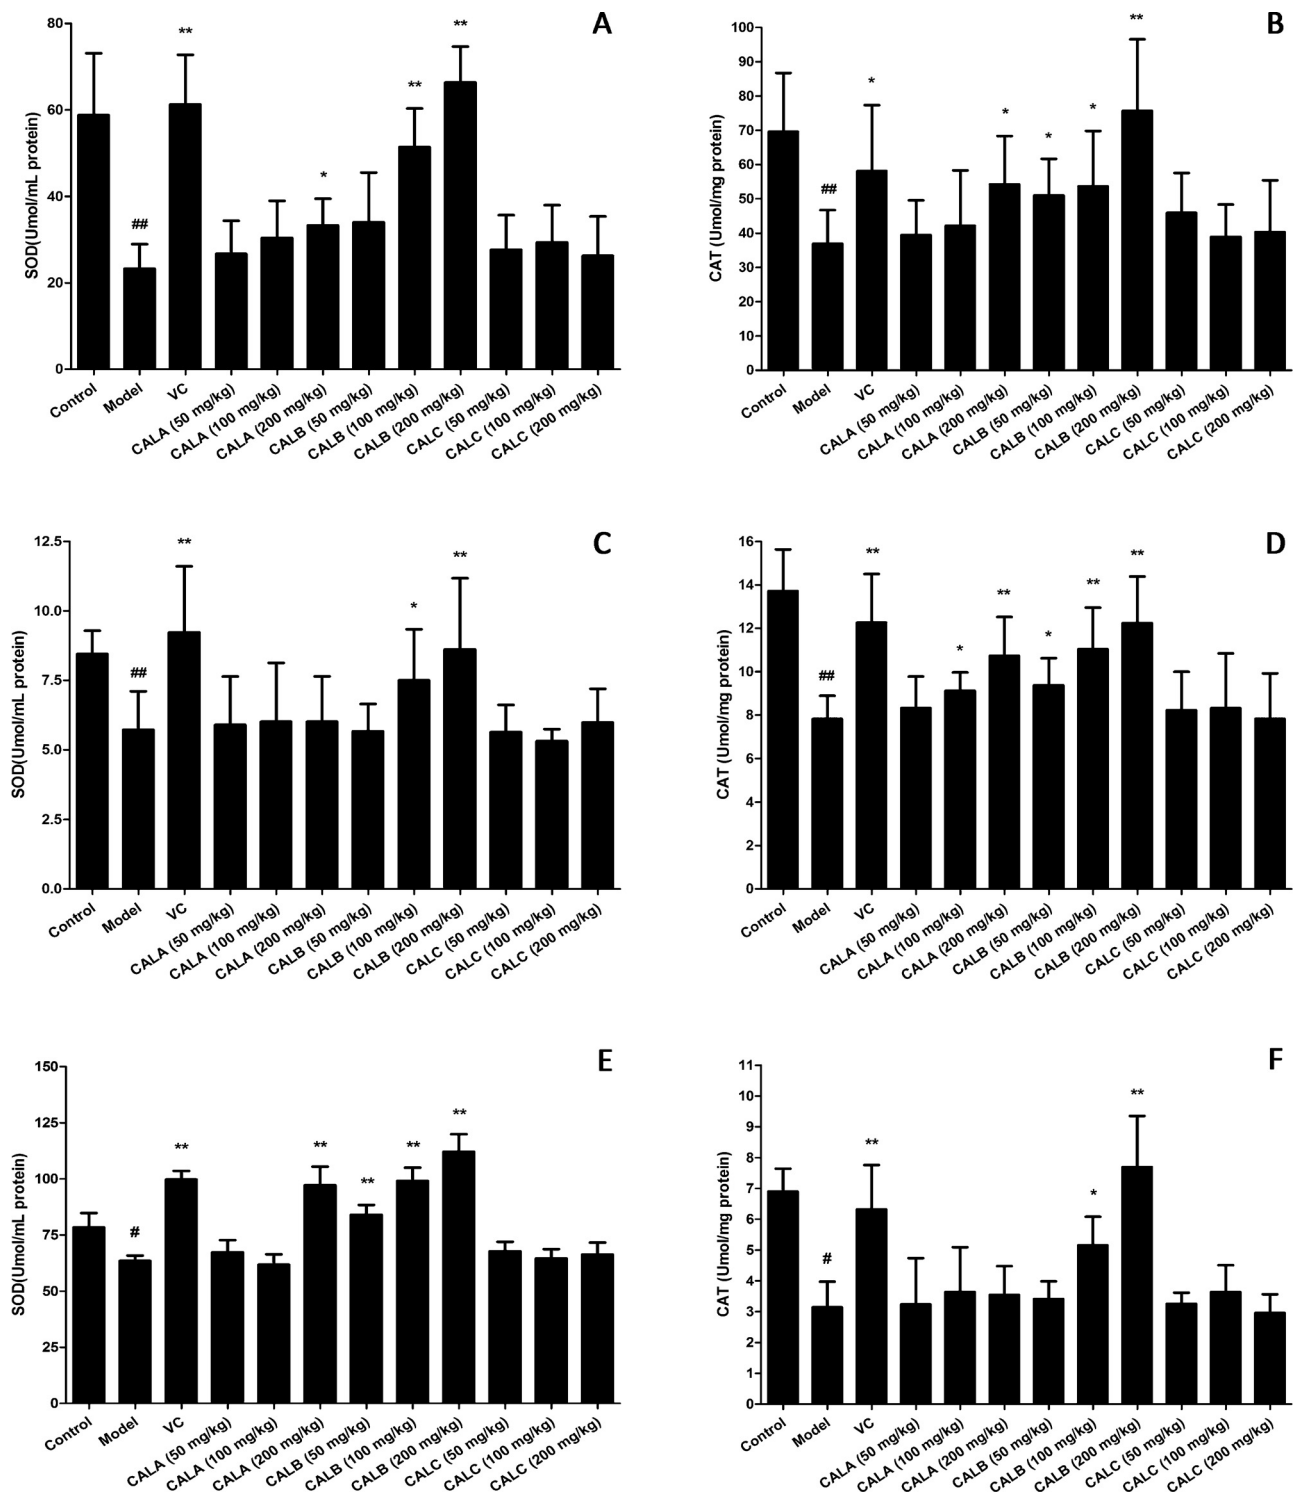 A
SOD(Umol/mL protein)
80
60
40
20
0
##
**
*
**
**
Control
Model
VC
CALA (50 mg/kg)
CALA (100 mg/kg)
CALA (200 mg/kg)
CALB (50 mg/kg)
CALB (100 mg/kg)
CALB (200 mg/kg)
CALC (50 mg/kg)
CALC (100 mg/kg)
CALC (200 mg/kg)
B
CAT (Umol/mg protein)
100
90
80
70
60
50
40
30
20
10
0
##
*
*
*
*
**
Control
Model
VC
CALA (50 mg/kg)
CALA (100 mg/kg)
CALA (200 mg/kg)
CALB (50 mg/kg)
CALB (100 mg/kg)
CALB (200 mg/kg)
CALC (50 mg/kg)
CALC (100 mg/kg)
CALC (200 mg/kg)
C
SOD(Umol/mL protein)
12.5
10.0
7.5
5.0
2.5
0.0
##
**
*
**
Control
Model
VC
CALA (50 mg/kg)
CALA (100 mg/kg)
CALA (200 mg/kg)
CALB (50 mg/kg)
CALB (100 mg/kg)
CALB (200 mg/kg)
CALC (50 mg/kg)
CALC (100 mg/kg)
CALC (200 mg/kg)
D
CAT (Umol/mg protein)
16
14
12
10
8
6
4
2
0
##
**
*
**
*
**
**
Control
Model
VC
CALA (50 mg/kg)
CALA (100 mg/kg)
CALA (200 mg/kg)
CALB (50 mg/kg)
CALB (100 mg/kg)
CALB (200 mg/kg)
CALC (50 mg/kg)
CALC (100 mg/kg)
CALC (200 mg/kg)
E
SOD(Umol/mL protein)
150
125
100
75
50
25
0
#
**
**
**
**
**
Control
Model
VC
CALA (50 mg/kg)
CALA (100 mg/kg)
CALA (200 mg/kg)
CALB (50 mg/kg)
CALB (100 mg/kg)
CALB (200 mg/kg)
CALC (50 mg/kg)
CALC (100 mg/kg)
CALC (200 mg/kg)
F
CAT (Umol/mg protein)
11
10
9
8
7
6
5
4
3
2
1
0
#
**
*
**
Control
Model
VC
CALA (50 mg/kg)
CALA (100 mg/kg)
CALA (200 mg/kg)
CALB (50 mg/kg)
CALB (100 mg/kg)
CALB (200 mg/kg)
CALC (50 mg/kg)
CALC (100 mg/kg)
CALC (200 mg/kg)